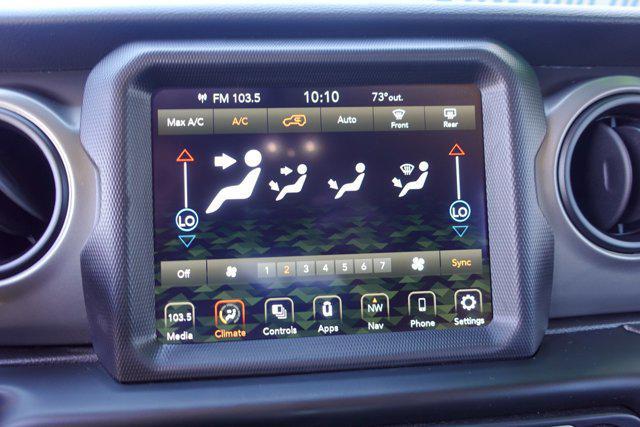 FM 103.5 10:10 73°out.
Max A/C A/C Auto Front Rear
LO LO
Off 1 2 3 4 5 6 7 Sync
103.5 NW
Media Climate Controls Apps Nav Phone Settings